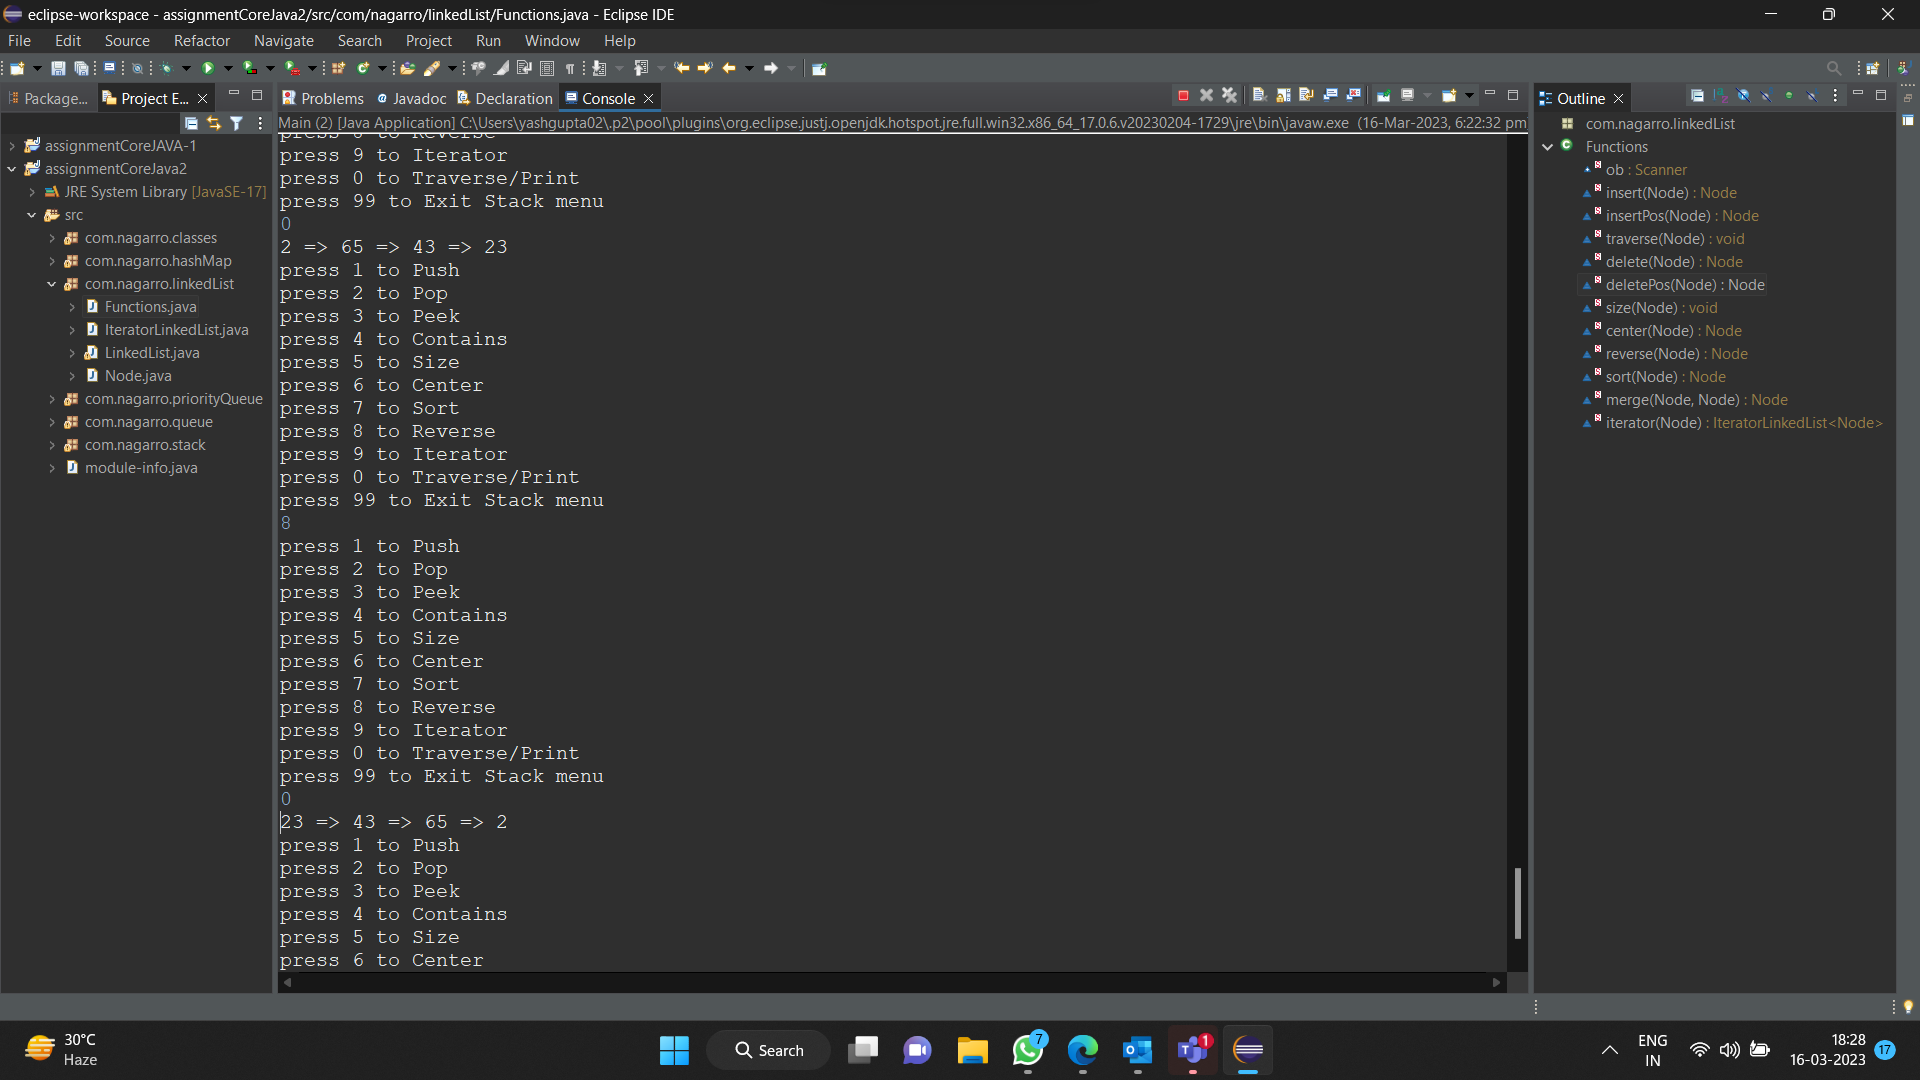 eclipse-workspace - assignmentCoreJava2/src/com/nagarro/linkedList/Functions.java - Eclipse IDE
File Edit Source Refactor Navigate Search Project Run Window Help
Package... Project E... Problems Javadoc Declaration Console Outline
Main (2) [Java Application] C:\Users\yashgupta02\.p2\pool\plugins\org.eclipse.justj.openjdk.hotspot.jre.full.win32.x86_64_17.0.6.v20230204-1729\jre\bin\javaw.exe (16-Mar-2023, 6:22:32 pm
assignmentCoreJAVA-1
assignmentCoreJava2
JRE System Library [JavaSE-17]
src
com.nagarro.classes
com.nagarro.hashMap
com.nagarro.linkedList
Functions.java
IteratorLinkedList.java
LinkedList.java
Node.java
com.nagarro.priorityQueue
com.nagarro.queue
com.nagarro.stack
module-info.java
press 8 to Reverse
press 9 to Iterator
press 0 to Traverse/Print
press 99 to Exit Stack menu
0
2 => 65 => 43 => 23
press 1 to Push
press 2 to Pop
press 3 to Peek
press 4 to Contains
press 5 to Size
press 6 to Center
press 7 to Sort
press 8 to Reverse
press 9 to Iterator
press 0 to Traverse/Print
press 99 to Exit Stack menu
8
press 1 to Push
press 2 to Pop
press 3 to Peek
press 4 to Contains
press 5 to Size
press 6 to Center
press 7 to Sort
press 8 to Reverse
press 9 to Iterator
press 0 to Traverse/Print
press 99 to Exit Stack menu
0
23 => 43 => 65 => 2
press 1 to Push
press 2 to Pop
press 3 to Peek
press 4 to Contains
press 5 to Size
press 6 to Center
com.nagarro.linkedList
Functions
ob : Scanner
insert(Node) : Node
insertPos(Node) : Node
traverse(Node) : void
delete(Node) : Node
deletePos(Node) : Node
size(Node) : void
center(Node) : Node
reverse(Node) : Node
sort(Node) : Node
merge(Node, Node) : Node
iterator(Node) : IteratorLinkedList<Node>
30°C
Haze
Search
7
1
ENG
IN
18:28
16-03-2023
17